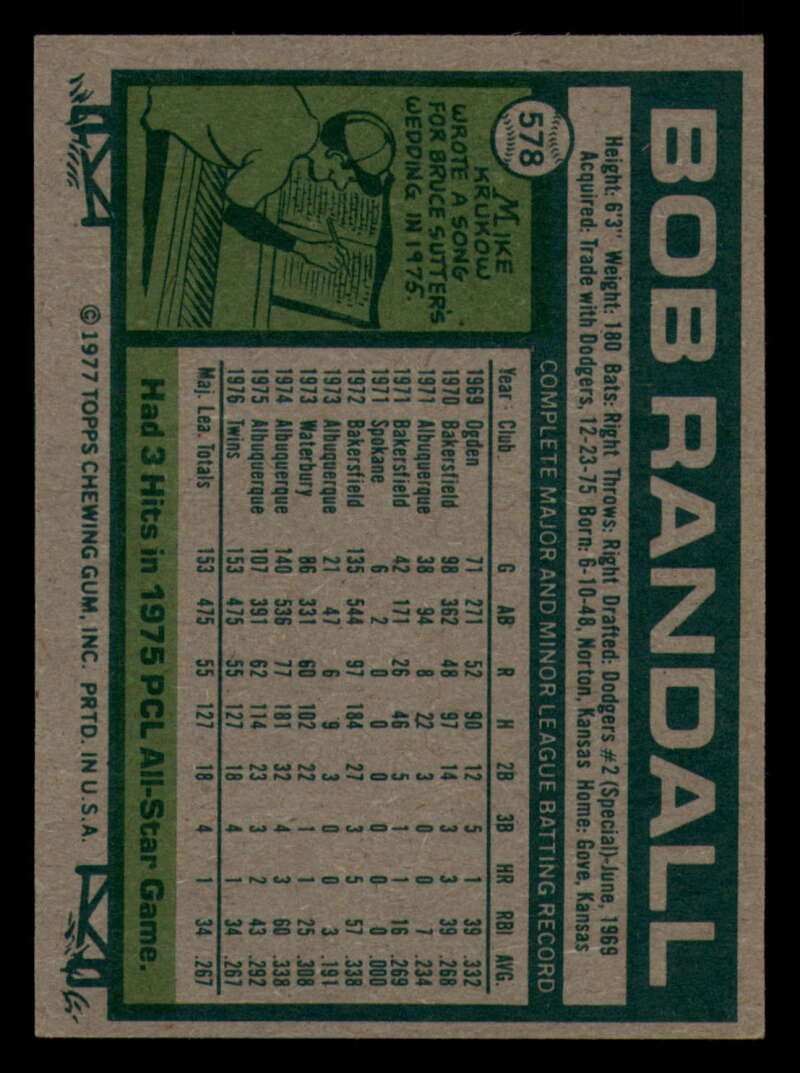 BOB RANDALL
Height: 6'3" Weight: 180 Bats: Right Throws: Right Drafted: Dodgers #2 (Special)-June, 1969
Acquired: Trade with Dodgers, 12-23-75 Born: 6-10-48, Norton, Kansas Home: Gove, Kansas
578
MIKE
KRUKOW
WROTE A SONG
FOR BRUCE SUTTER'S
WEDDING IN 1975.
COMPLETE MAJOR AND MINOR LEAGUE BATTING RECORD
Year Club G AB R H 2B 3B HR RBI AVG.
1969 Ogden 71 271 52 90 12 5 1 39 .332
1970 Bakersfield 98 362 48 97 14 3 3 39 .268
1971 Albuquerque 38 94 8 22 3 0 0 7 .234
1971 Bakersfield 42 171 26 46 5 1 1 16 .269
1971 Spokane 6 2 0 0 0 0 0 0 .000
1972 Bakersfield 135 544 97 184 27 3 5 57 .338
1973 Albuquerque 21 47 6 9 3 0 0 3 .191
1973 Waterbury 86 331 60 102 22 1 1 25 .308
1974 Albuquerque 140 536 77 181 32 4 3 60 .338
1975 Albuquerque 107 391 62 114 23 3 2 43 .292
1976 Twins 153 475 55 127 18 4 1 34 .267
Maj. Lea. Totals 153 475 55 127 18 4 1 34 .267
Had 3 Hits in 1975 PCL All-Star Game.
©1977 TOPPS CHEWING GUM, INC. PRTD. IN U.S.A.